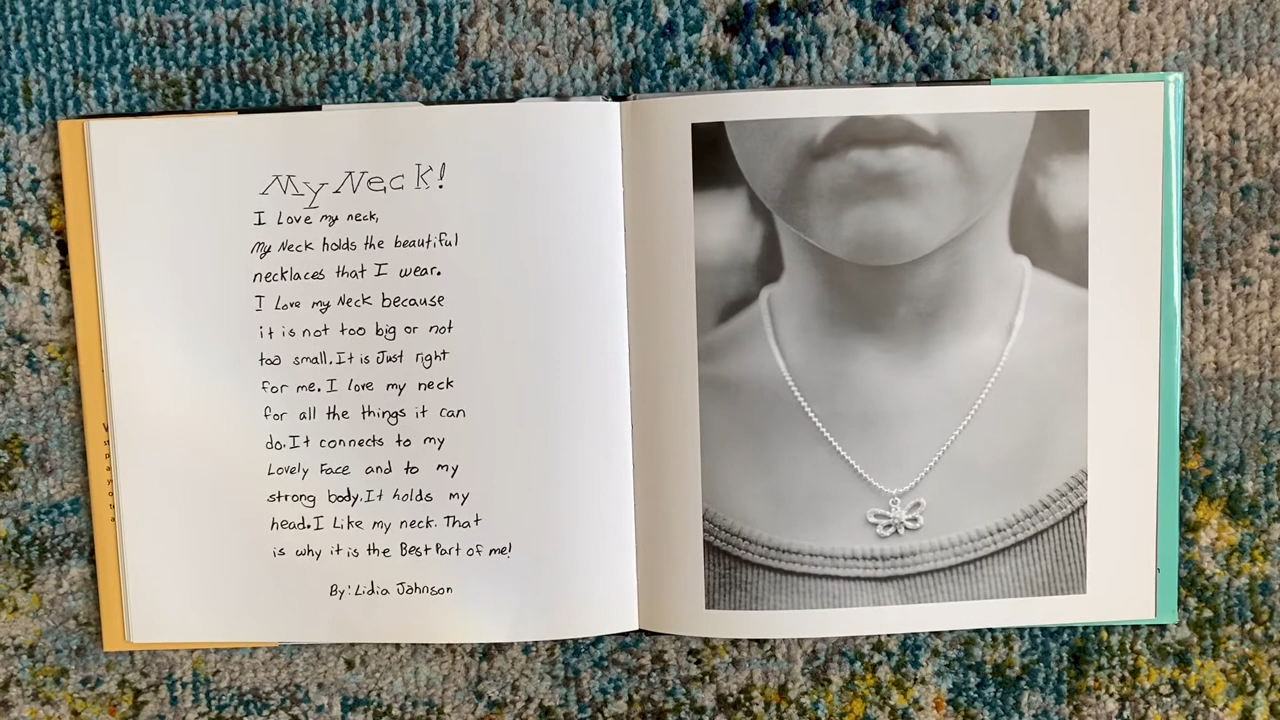 My Neck!
I Love my neck,
My Neck holds the beautiful
necklaces that I wear.
I Love my Neck because
it is not too big or not
too small. It is Just right
for me. I love my neck
for all the things it can
do. It connects to my
Lovely Face and to my
strong body. It holds my
head. I Like my neck. That
is why it is the Best Part of me!
By: Lidia Johnson